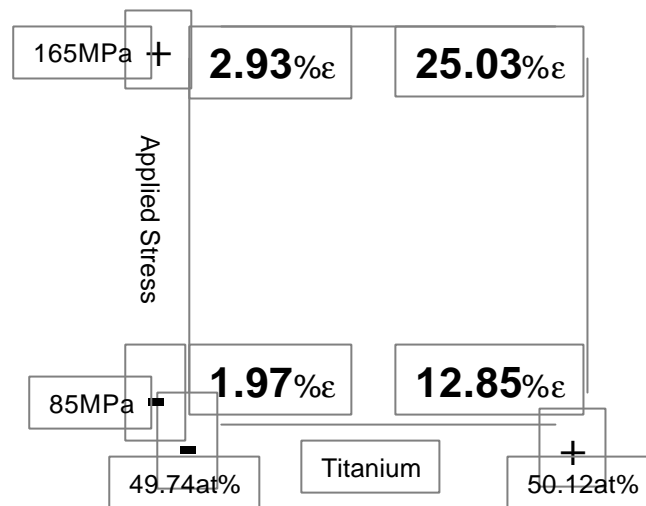 165MPa +
2.93%ε 25.03%ε
Applied Stress
1.97%ε 12.85%ε
85MPa -
- +
49.74at% Titanium 50.12at%